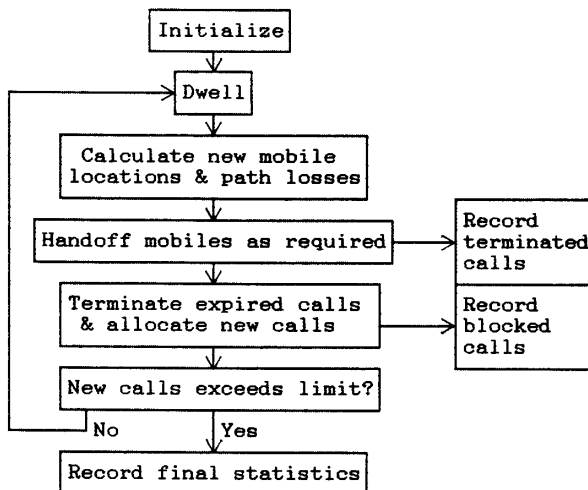 Initialize
Dwell
Calculate new mobile
locations & path losses
Handoff mobiles as required
Record
terminated
calls
Terminate expired calls
& allocate new calls
Record
blocked
calls
New calls exceeds limit?
No
Yes
Record final statistics